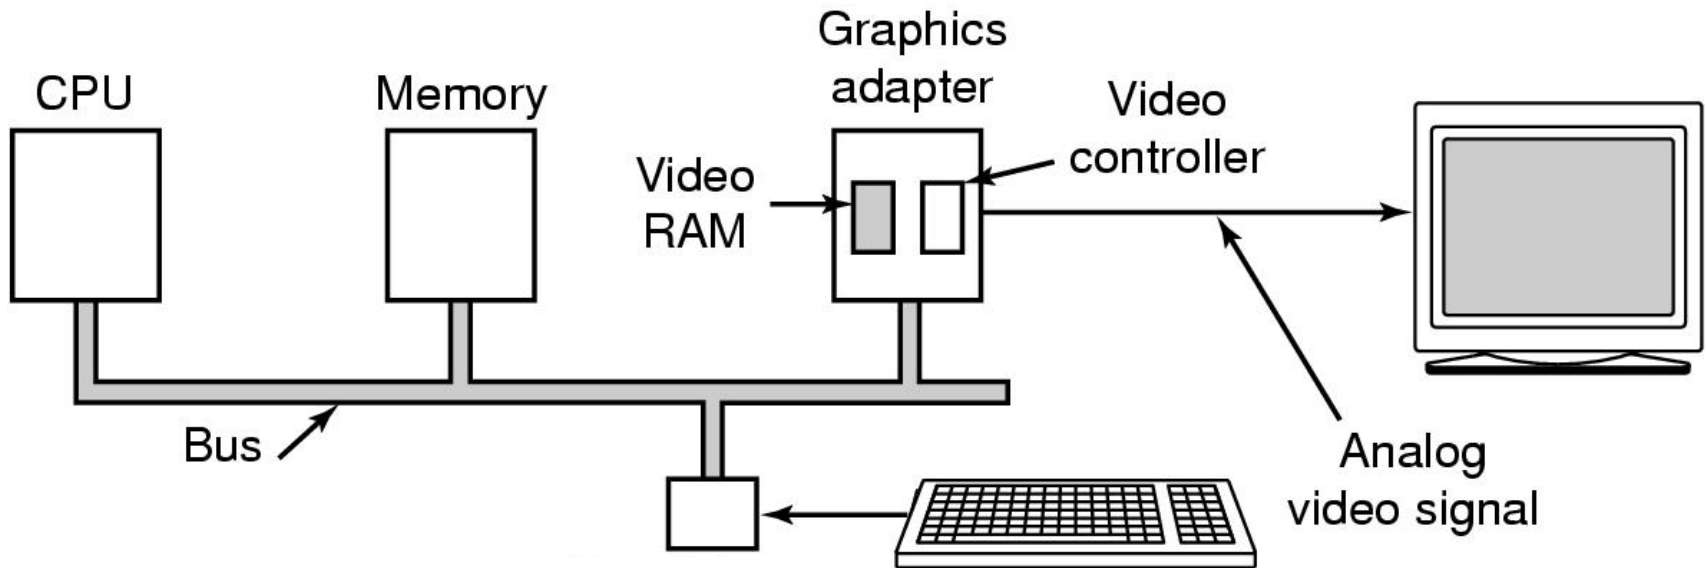 Graphics
adapter
CPU
Memory
Video
controller
Video
RAM
Bus
Analog
video signal